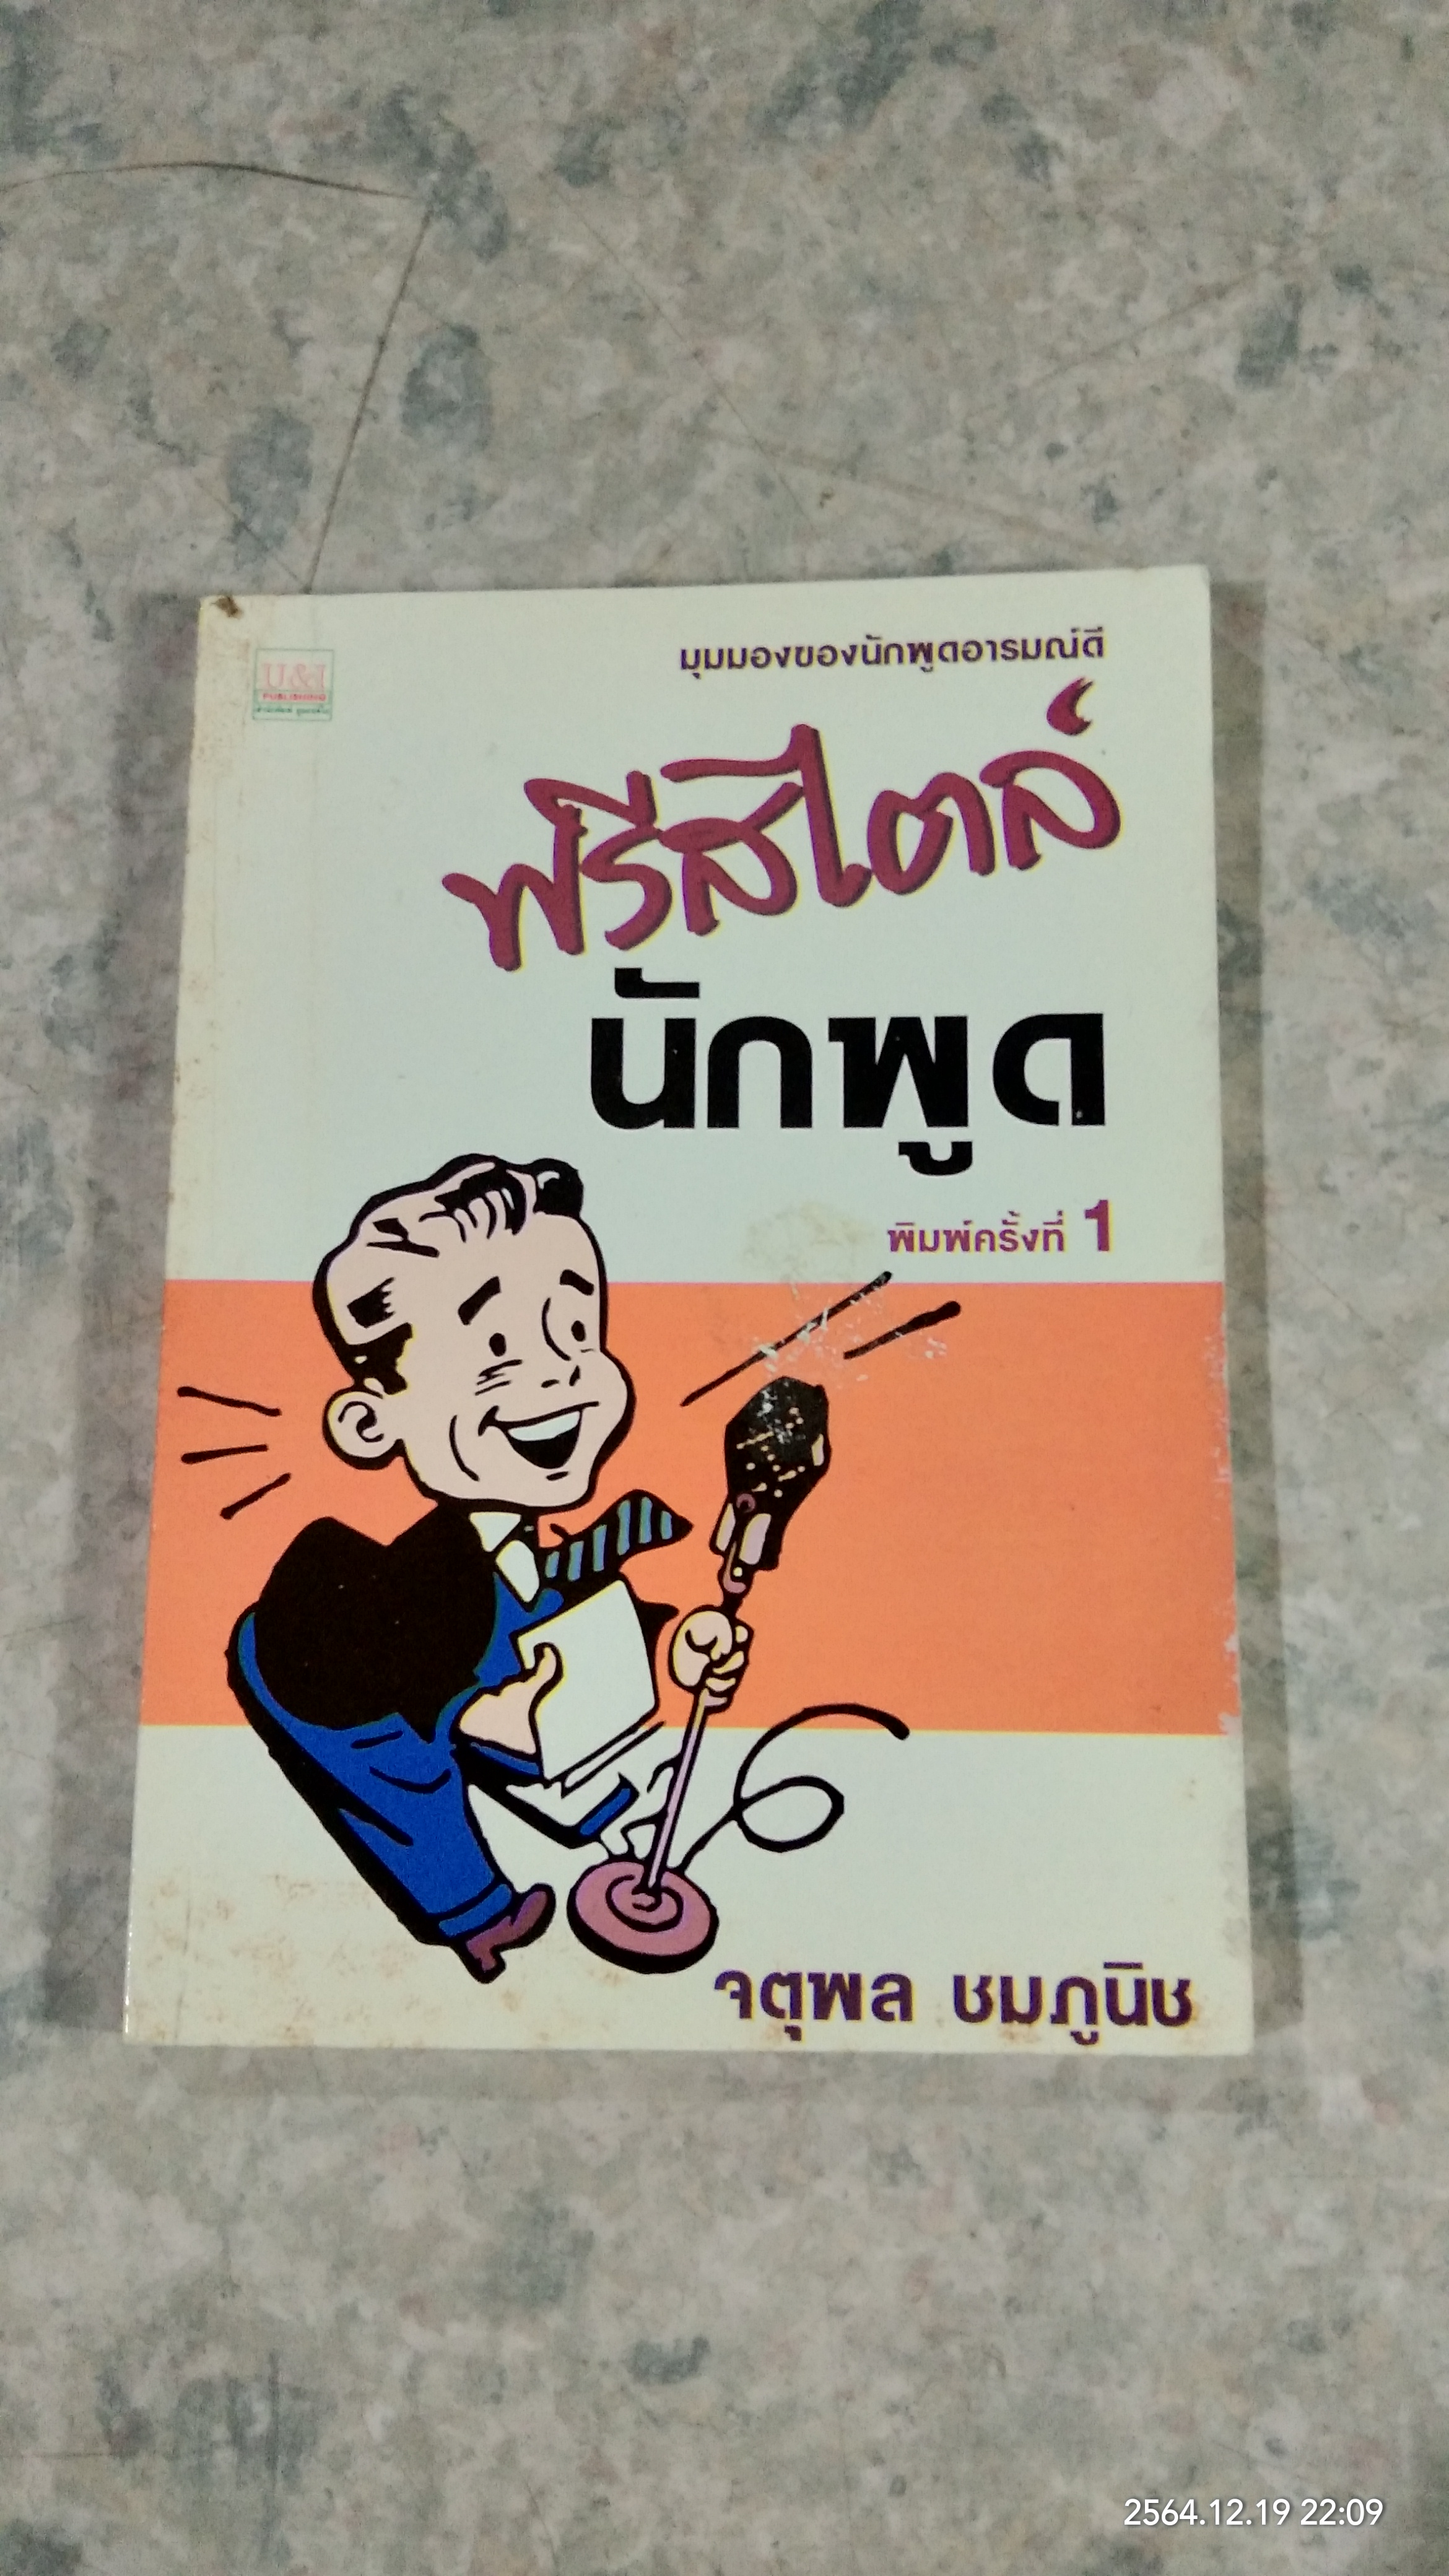 มุมมองของนักพูดอารมณ์ดี
U&I
PUBLISHING
ฟรีสไตล์
นักพูด
พิมพ์ครั้งที่ 1
จตุพล ชมภูนิช
2564.12.19 22:09